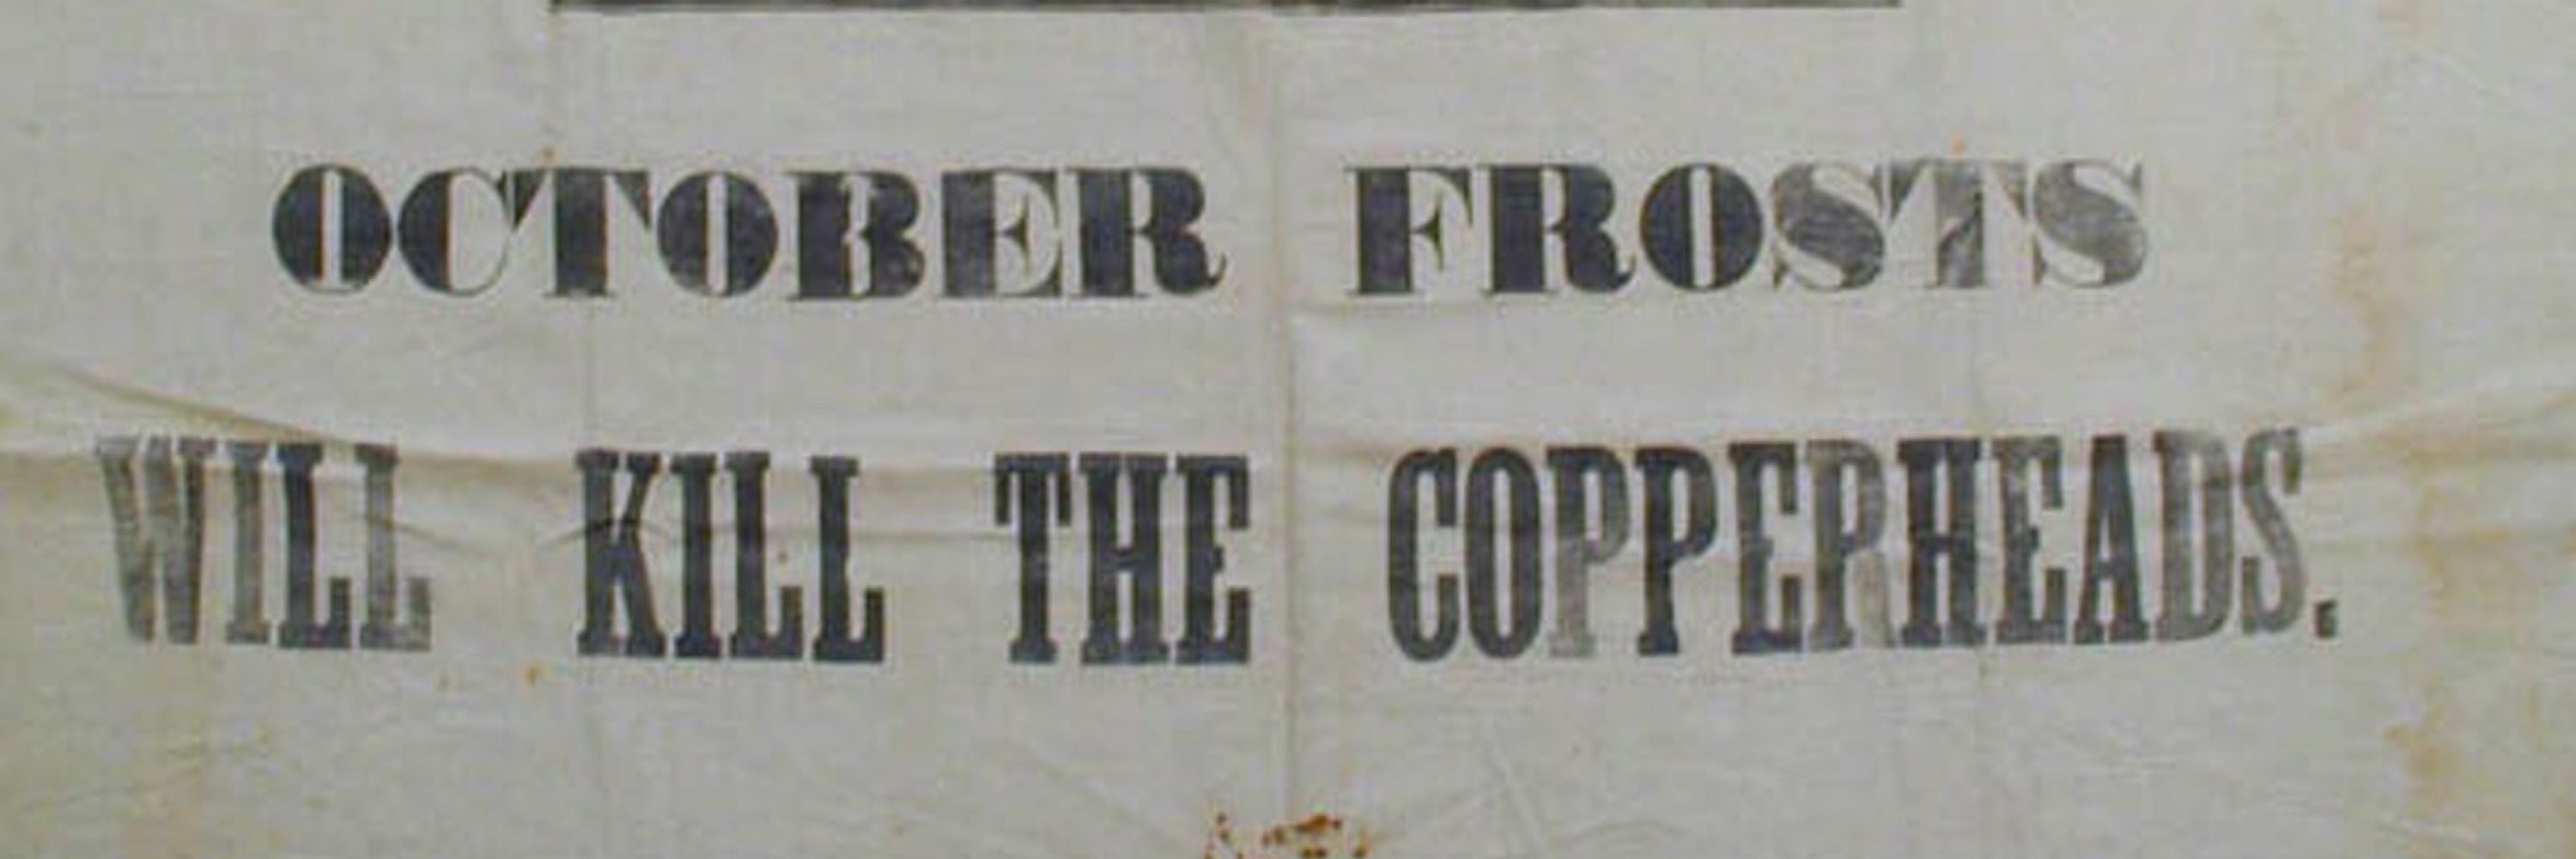 OCTOBER FROSTS
WILL KILL THE COPPERHEADS.